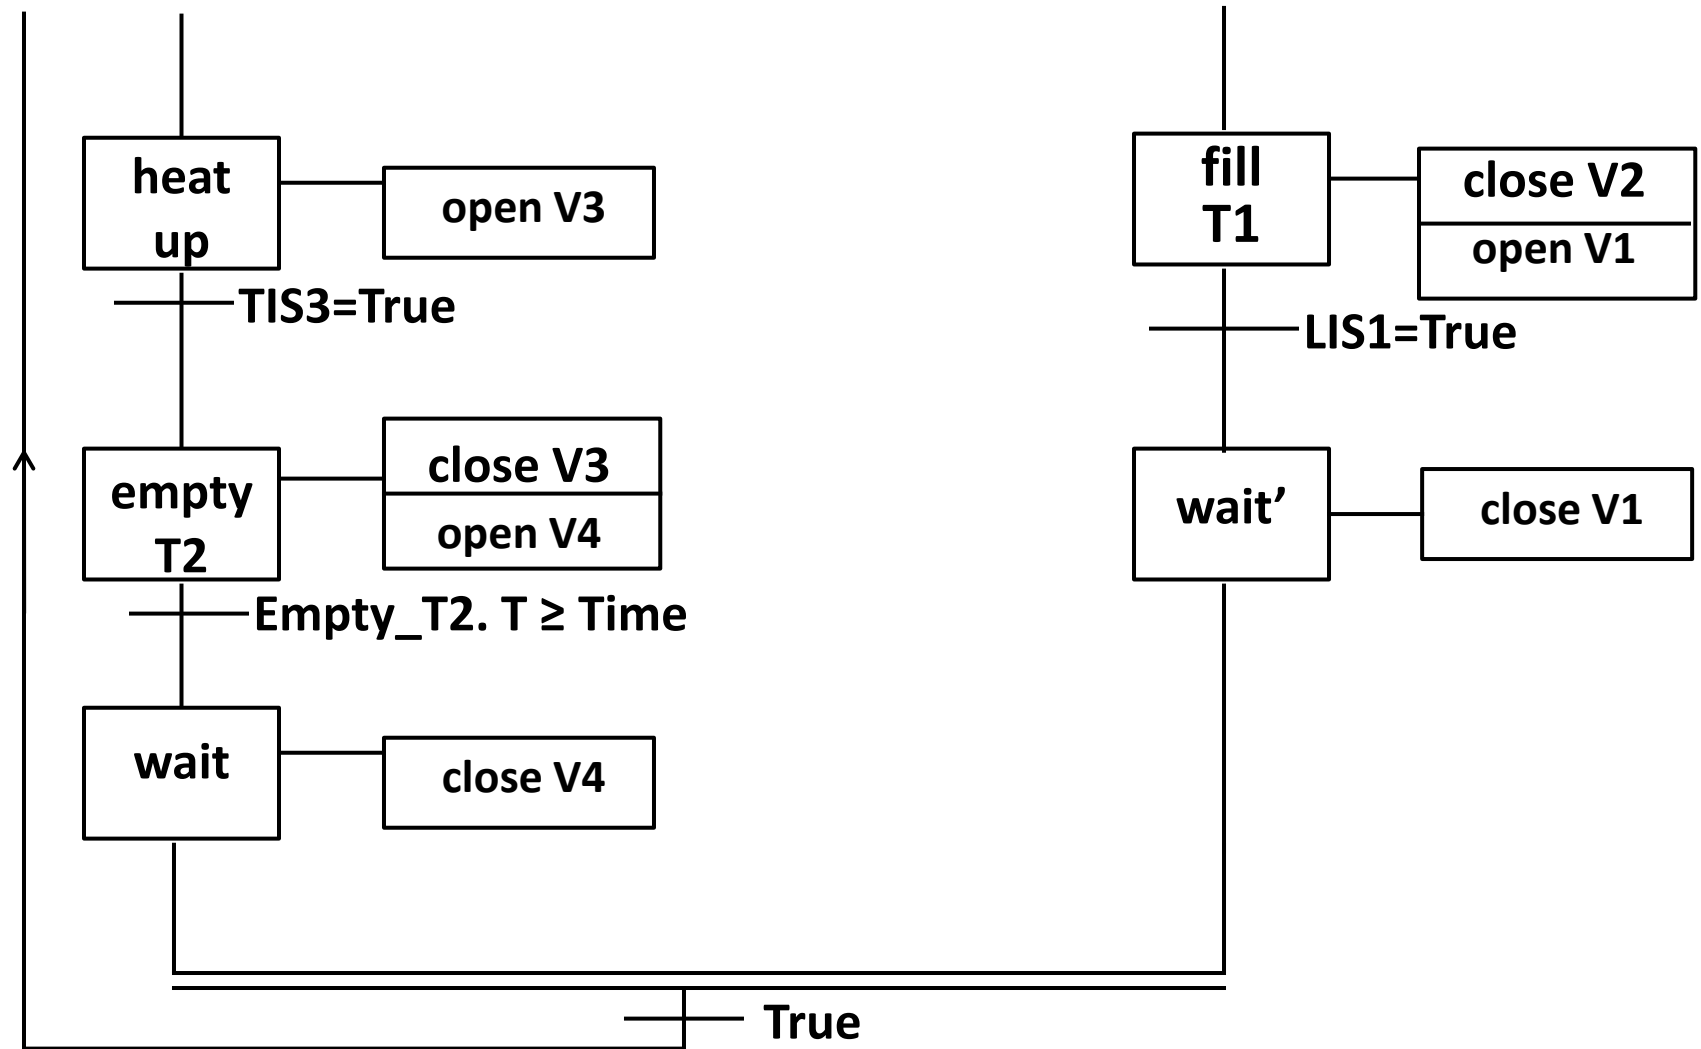 heat
up
open V3
TIS3=True
empty
T2
close V3
open V4
Empty_T2. T ≥ Time
wait
close V4
fill
T1
close V2
open V1
LIS1=True
wait’
close V1
True